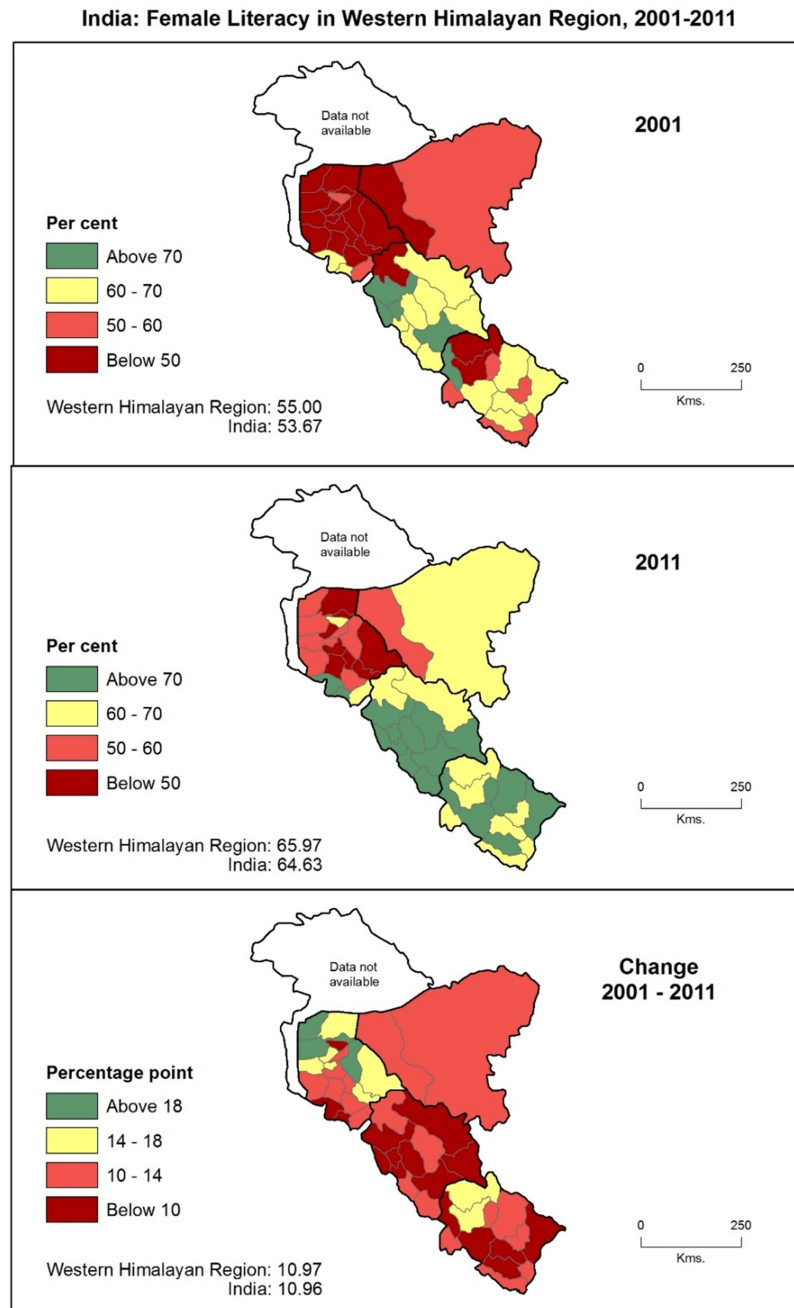 India: Female Literacy in Western Himalayan Region, 2001-2011
Data not
available
2001
Per cent
Above 70
60 - 70
50 - 60
Below 50
0 250
Kms.
Western Himalayan Region: 55.00
India: 53.67
Data not
available
2011
Per cent
Above 70
60 - 70
50 - 60
Below 50
0 250
Kms.
Western Himalayan Region: 65.97
India: 64.63
Data not
available
Change
2001 - 2011
Percentage point
Above 18
14 - 18
10 - 14
Below 10
0 250
Kms.
Western Himalayan Region: 10.97
India: 10.96